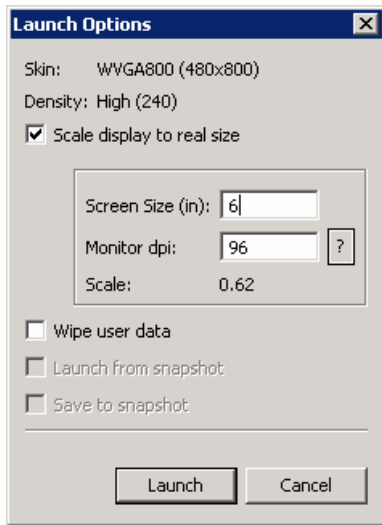 Launch Options
Skin: WVGA800 (480x800)
Density: High (240)
Scale display to real size
Screen Size (in): 6
Monitor dpi: 96 ?
Scale: 0.62
Wipe user data
Launch from snapshot
Save to snapshot
Launch Cancel